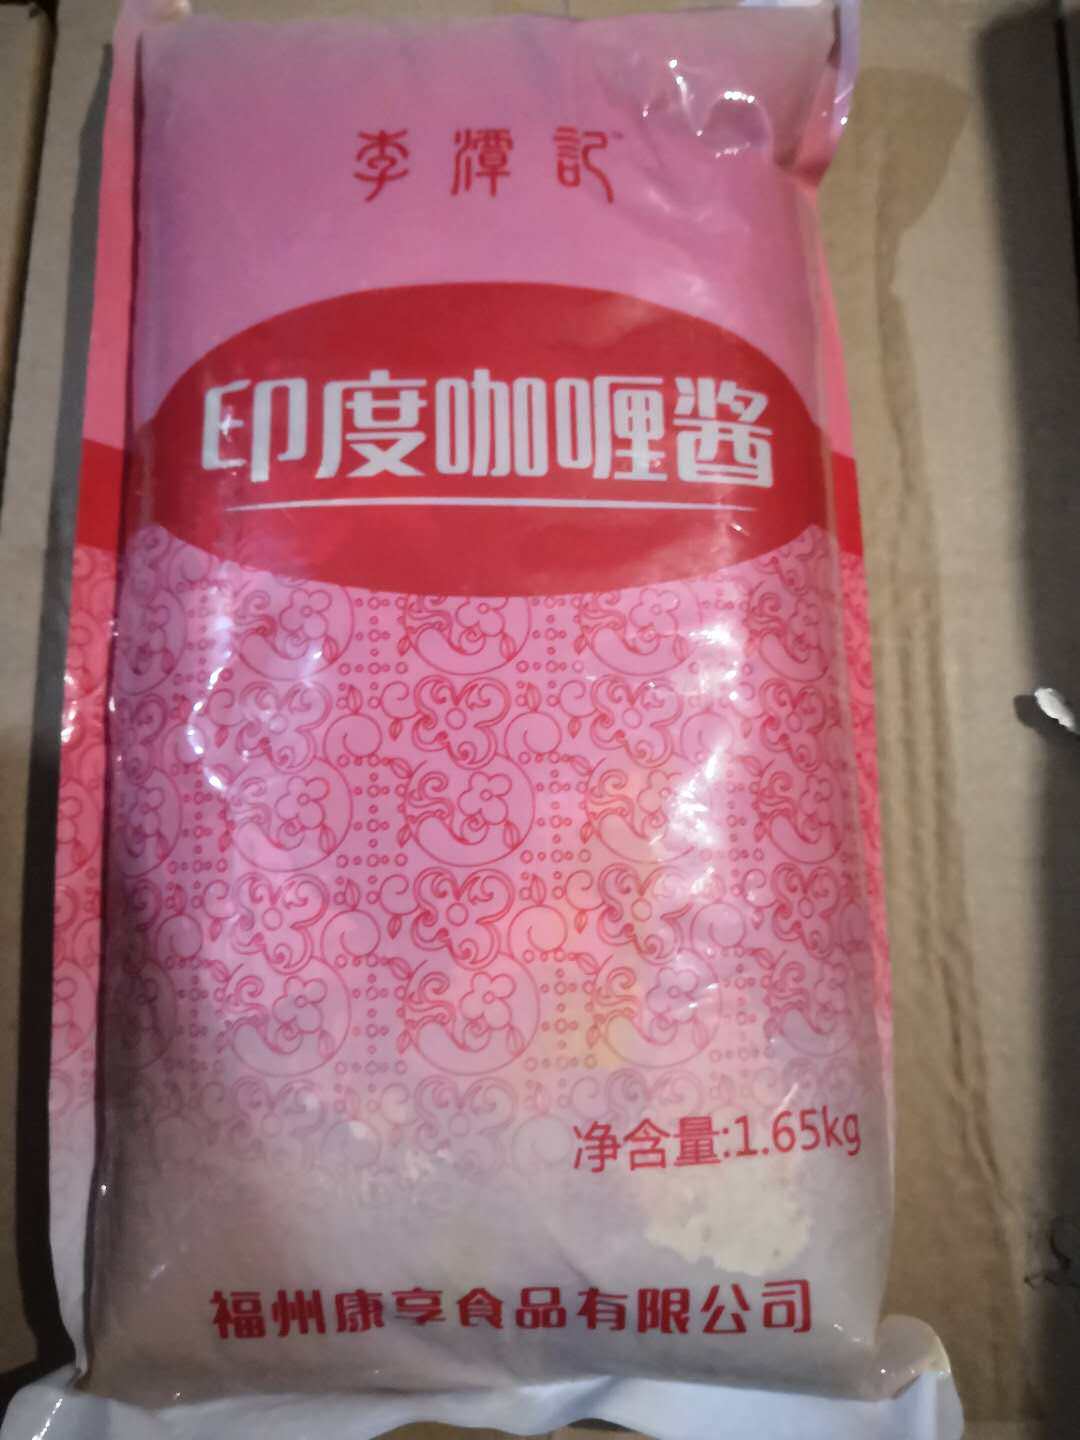 李潭記
印度咖喱酱
净含量:1.65kg
福州康享食品有限公司